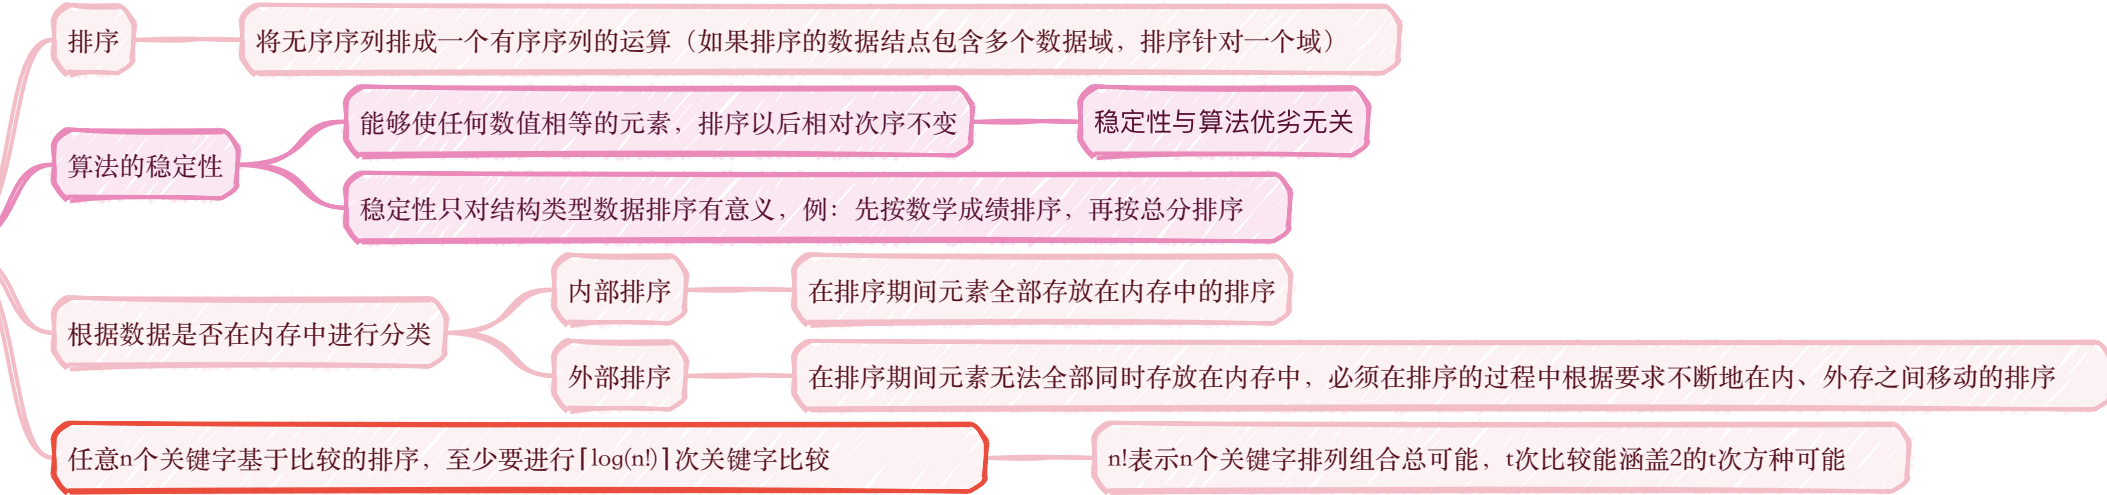 排序
将无序序列排成一个有序序列的运算（如果排序的数据结点包含多个数据域，排序针对一个域）
算法的稳定性
能够使任何数值相等的元素，排序以后相对次序不变
稳定性与算法优劣无关
稳定性只对结构类型数据排序有意义，例：先按数学成绩排序，再按总分排序
根据数据是否在内存中进行分类
内部排序
在排序期间元素全部存放在内存中的排序
外部排序
在排序期间元素无法全部同时存放在内存中，必须在排序的过程中根据要求不断地在内、外存之间移动的排序
任意n个关键字基于比较的排序，至少要进行⌈log(n!)⌉次关键字比较
n!表示n个关键字排列组合总可能，t次比较能涵盖2的t次方种可能